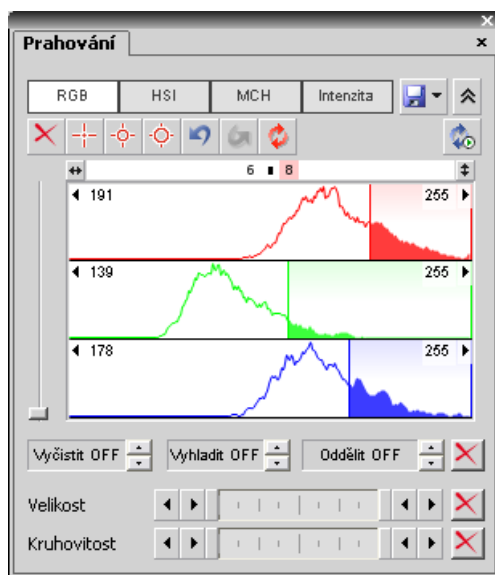 Prahování
RGB HSI MCH Intenzita
6 8
191 255
139 255
178 255
Vyčistit OFF Vyhladit OFF Oddělit OFF
Velikost
Kruhovitost